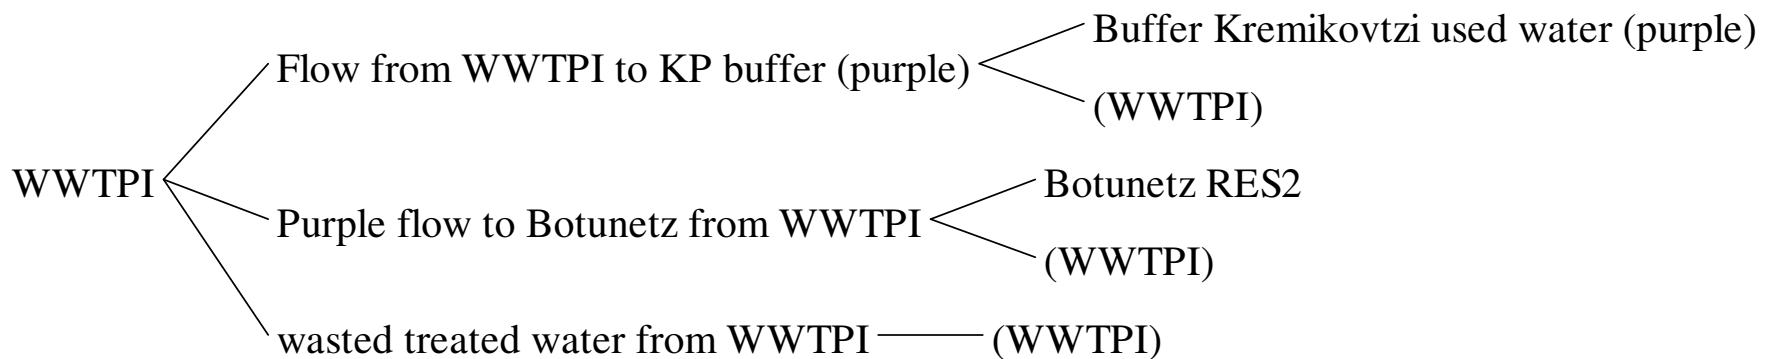 Buffer Kremikovtzi used water (purple)
Flow from WWTPI to KP buffer (purple)
(WWTPI)
WWTPI
Botunetz RES2
Purple flow to Botunetz from WWTPI
(WWTPI)
wasted treated water from WWTPI
(WWTPI)